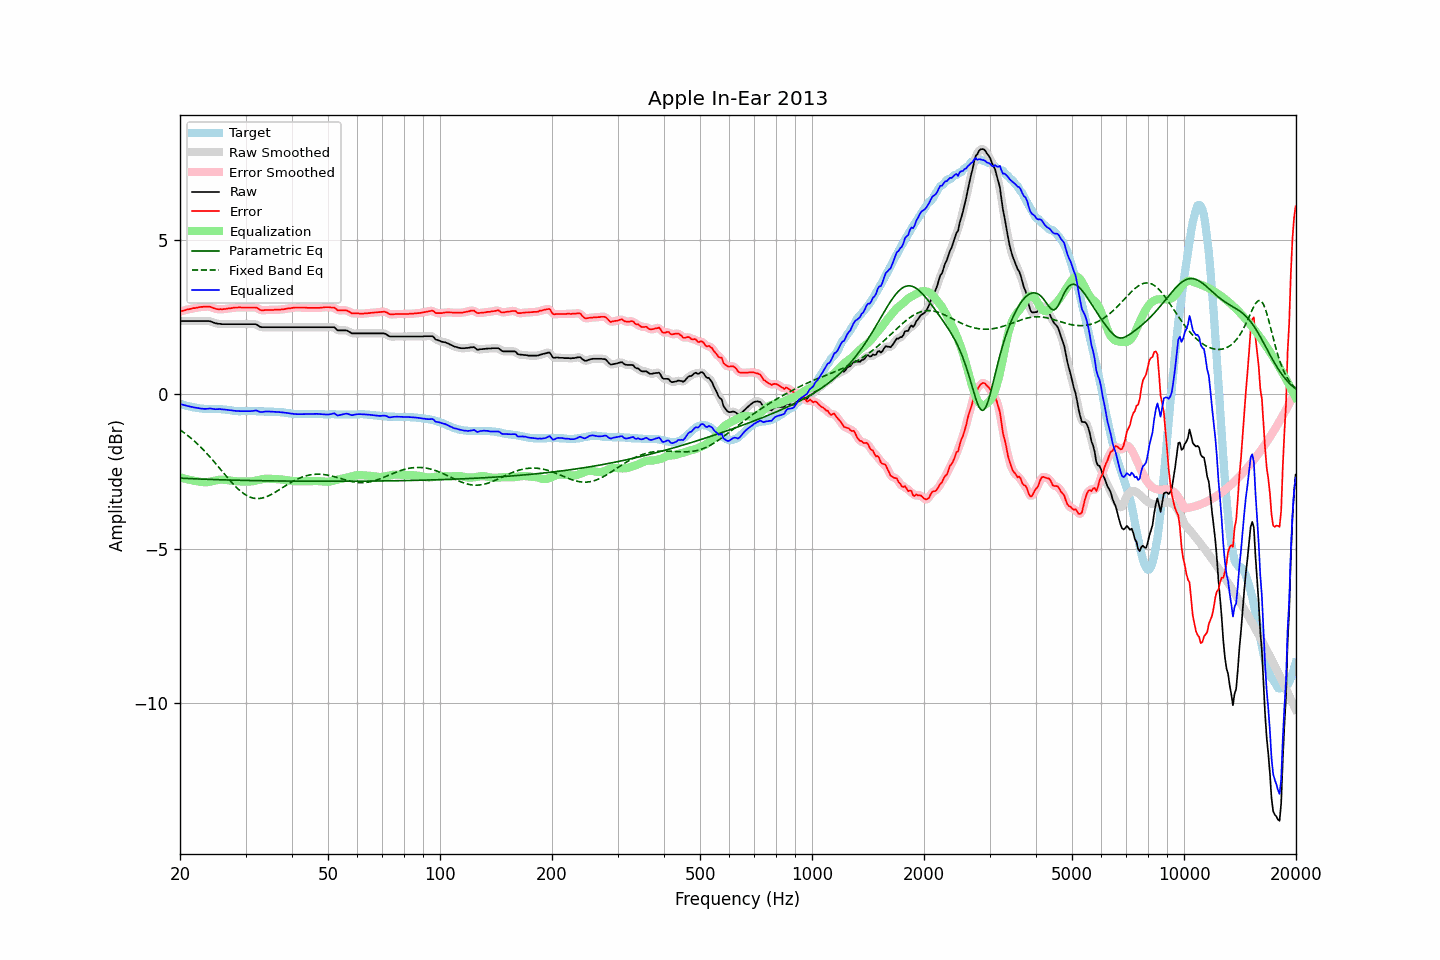 Apple In-Ear 2013
Target
Raw Smoothed
Error Smoothed
Raw
Error
Equalization
Parametric Eq
Fixed Band Eq
Equalized
5
0
−5
−10
Amplitude (dBr)
20 50 100 200 500 1000 2000 5000 10000 20000
Frequency (Hz)